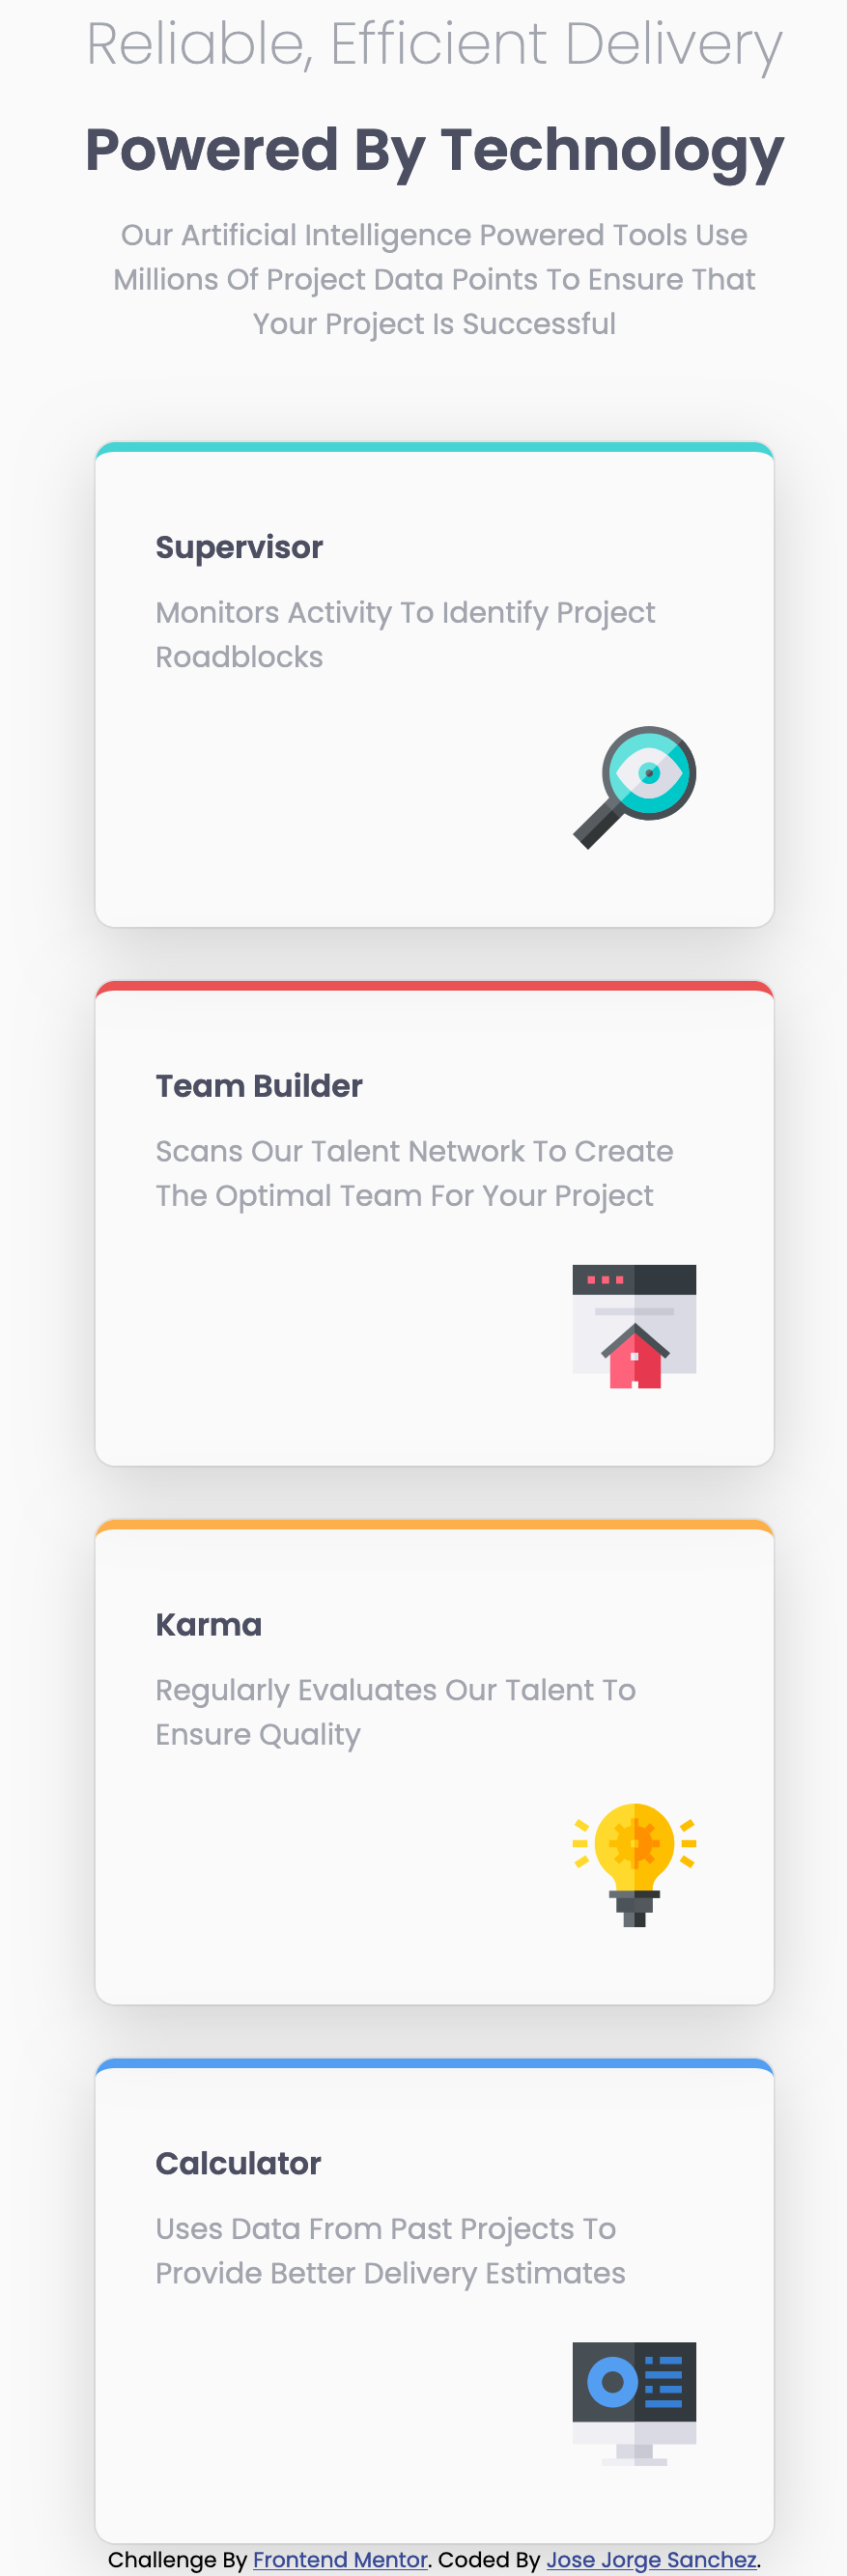 Reliable, Efficient Delivery
Powered By Technology
Our Artificial Intelligence Powered Tools Use
Millions Of Project Data Points To Ensure That
Your Project Is Successful
Supervisor
Monitors Activity To Identify Project
Roadblocks
Team Builder
Scans Our Talent Network To Create
The Optimal Team For Your Project
Karma
Regularly Evaluates Our Talent To
Ensure Quality
Calculator
Uses Data From Past Projects To
Provide Better Delivery Estimates
Challenge By Frontend Mentor. Coded By Jose Jorge Sanchez.